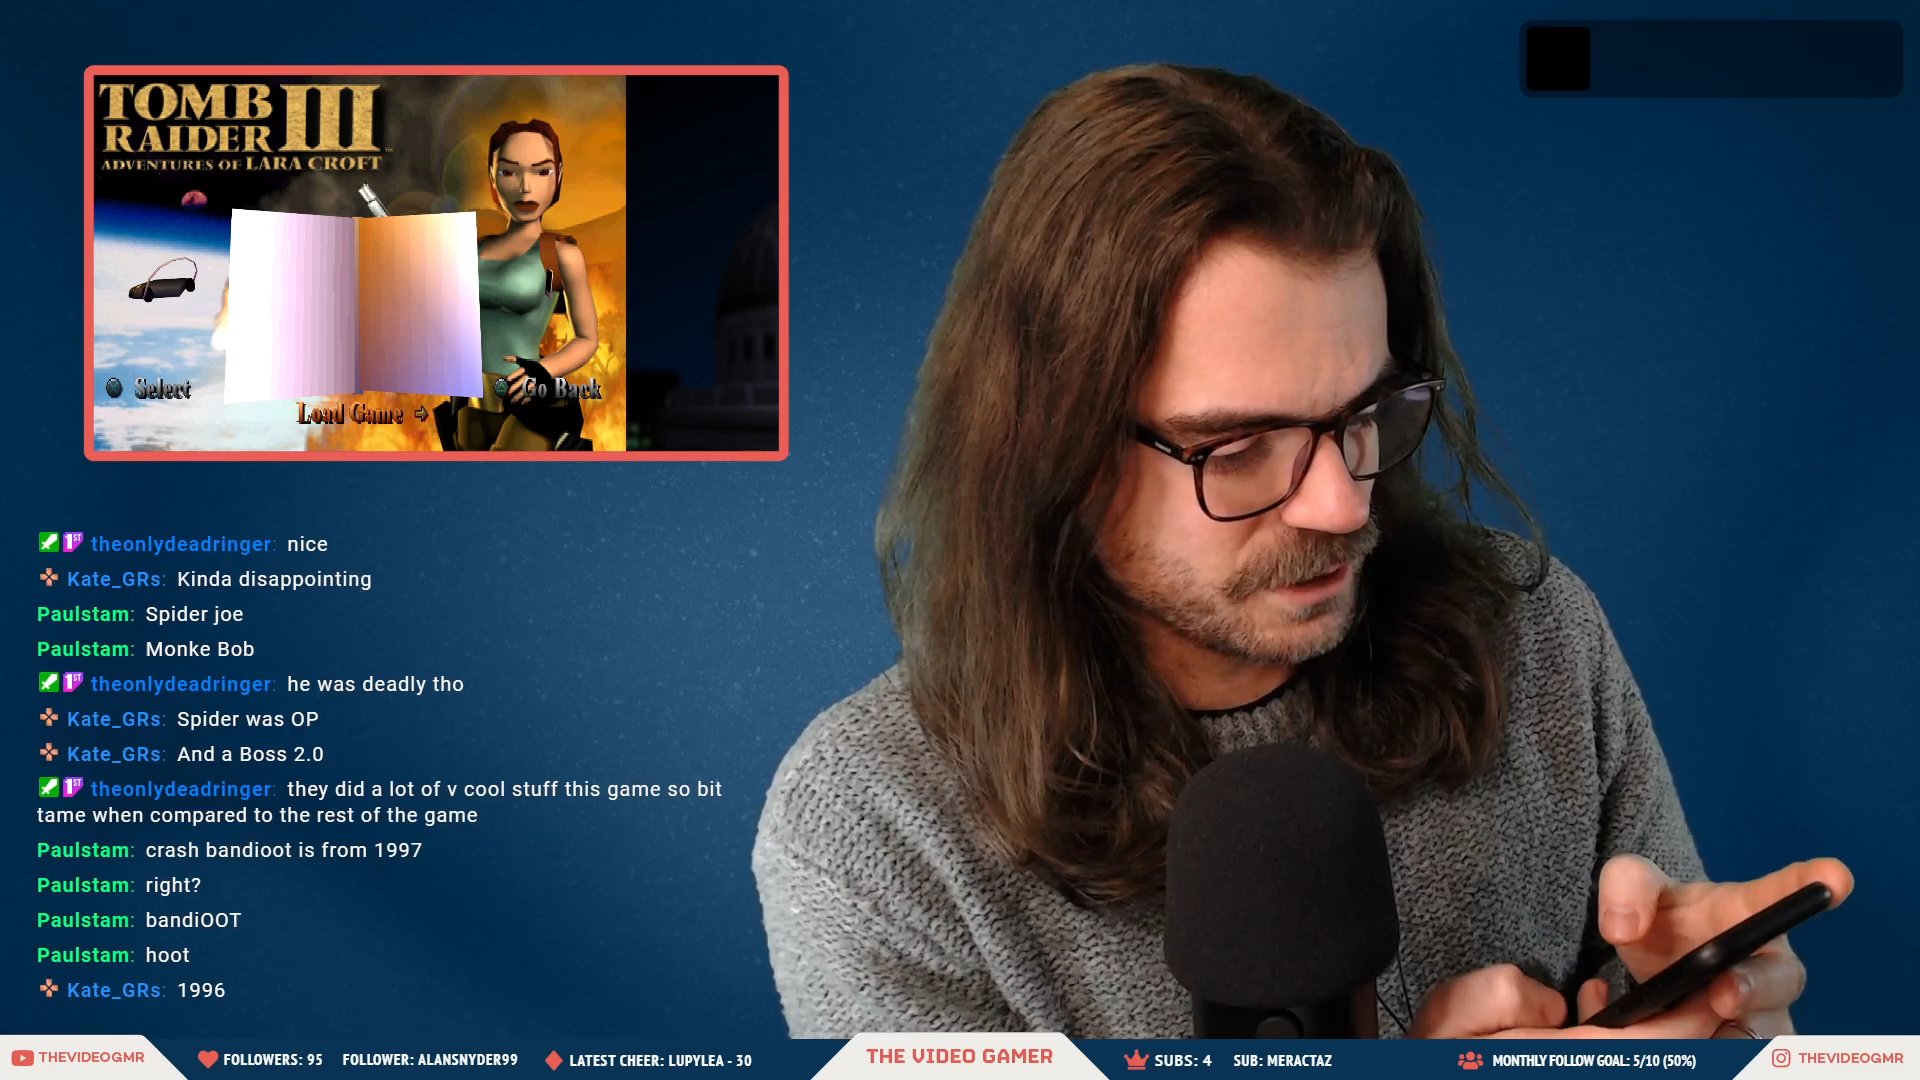 TOMB
RAIDER III
ADVENTURES OF LARA CROFT
Select
Go Back
Load Game
theonlydeadringer: nice
Kate_GRs: Kinda disappointing
Paulstam: Spider joe
Paulstam: Monke Bob
theonlydeadringer: he was deadly tho
Kate_GRs: Spider was OP
Kate_GRs: And a Boss 2.0
theonlydeadringer: they did a lot of v cool stuff this game so bit
tame when compared to the rest of the game
Paulstam: crash bandioot is from 1997
Paulstam: right?
Paulstam: bandiOOT
Paulstam: hoot
Kate_GRs: 1996
THEVIDEOGMR FOLLOWERS: 95 FOLLOWER: ALANSNYDER99 LATEST CHEER: LUPYLEA - 30 THE VIDEO GAMER SUBS: 4 SUB: MERACTAZ MONTHLY FOLLOW GOAL: 5/10 (50%) THEVIDEOGMR